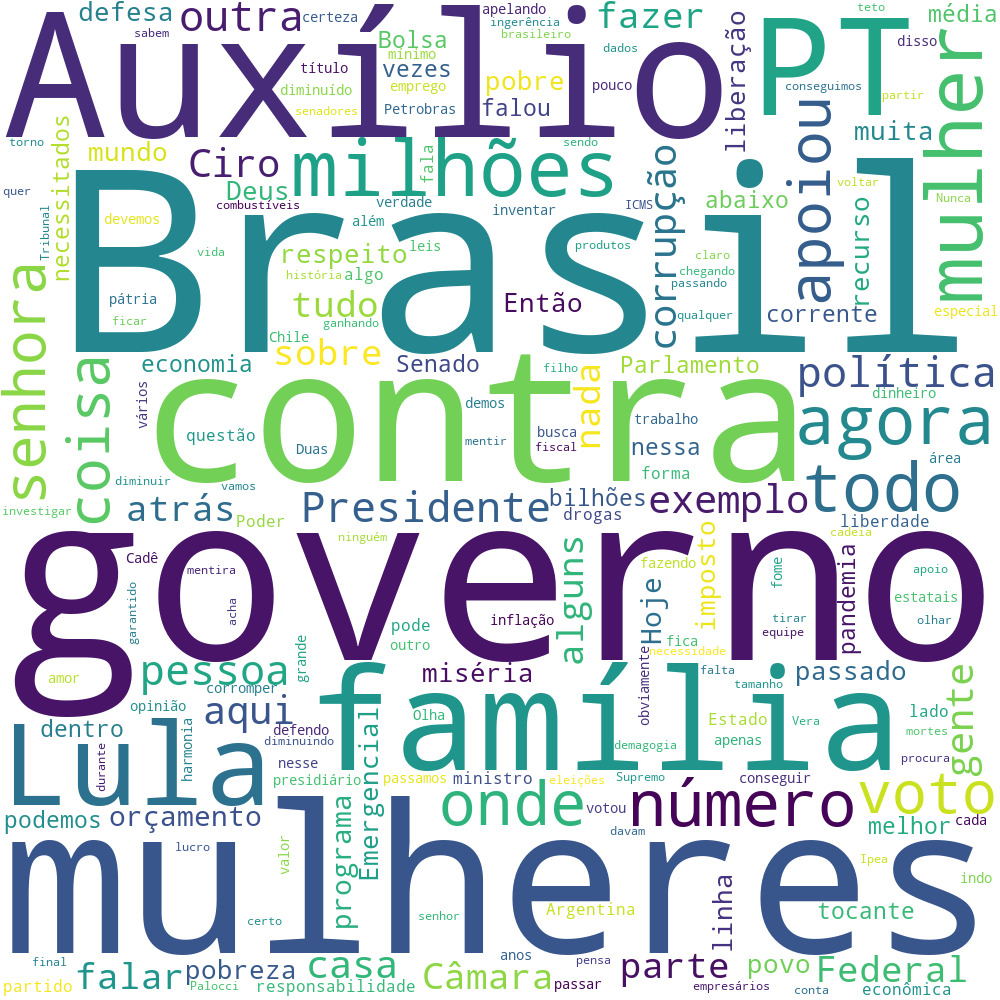 defesa
sabem
outra
certeza
apelando
ingerência
brasileiro
fazer
teto
média
Auxílio
PT
mulher
Bolsa
mínimo
vezes
dados
disso
liberação
título
diminuído
emprego
pobre
falou
pouco
conseguimos
senadores
Petrobras
partir
torno
mundo
Ciro
milhões
fala
sendo
corrupção
apoiou
muita
necessitados
quer
Deus
combustíveis
verdade
inventar
ICMS
abaixo
voltar
Nunca
Tribunal
devemos
além
leis
recurso
Brasil
vida
respeito
produtos
claro
história
algo
chegando
passando
senhora
pátria
tudo
Então
corrente
especial
ficar
Chile
ganhando
qualquer
coisa
economia
sobre
Senado
filho
nada
Parlamento
política
vários
contra
demos
dinheiro
agora
questão
Duas
mentir
busca
fiscal
trabalho
nessa
área
diminuir
vamos
forma
todo
investigar
atrás
Poder
Presidente
bilhões
drogas
exemplo
liberdade
governo
ninguém
cadeia
Cadê
mentira
garantido
acha
inflação
alguns
fazendo
Hoje
imposto
fome
pandemia
apoio
estatais
tirar
equipe
olhar
pode
outro
fica
necessidade
amor
pessoa
grande
miséria
obviamente
falta
passado
gente
corromper
família
tamanho
opinião
aqui
Olha
Estado
Vera
lado
mortes
dentro
Lula
harmonia
defendo
diminuindo
Emergencial
demagogia
apenas
procura
durante
nesse
presidiário
passamos
ministro
eleições
Supremo
conseguir
podemos
orçamento
programa
onde
votou
número
voto
melhor
cada
davam
mulheres
lucro
valor
Ipea
indo
certo
senhor
Argentina
linha
tocante
final
pobreza
casa
anos
pensa
parte
povo
Federal
partido
falar
Palocci
responsabilidade
Câmara
passar
empresários
conta
econômica